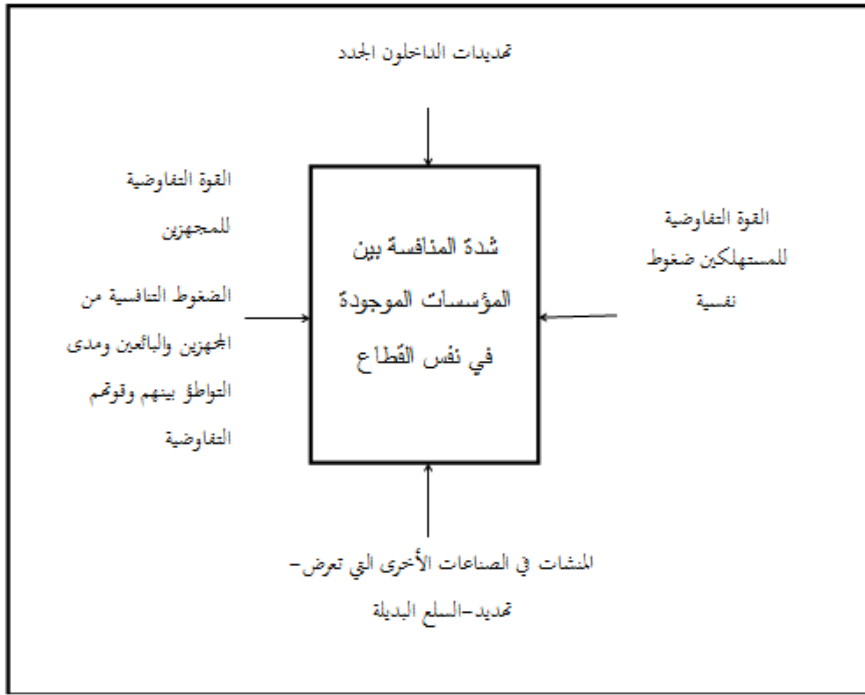 تهديدات الداخلون الجدد
القوة التفاوضية
للمجهزين
الضغوط التنافسية من
المجهزين والبائعين ومدى
التواطؤ بينهم وقوتهم
التفاوضية
شدة المنافسة بين
المؤسسات الموجودة
في نفس القطاع
القوة التفاوضية
للمستهلكين ضغوط
نفسية
المنشات في الصناعات الأخرى التي تعرض-
تهديد-السلع البديلة